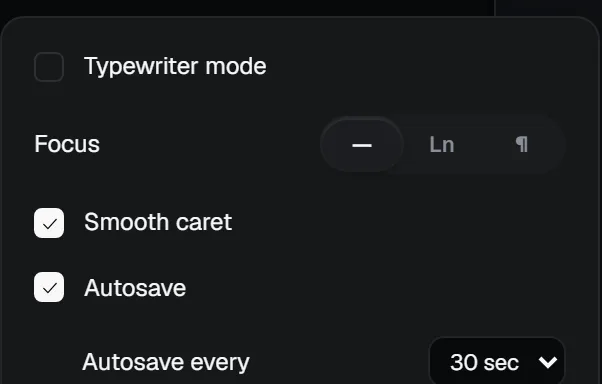 Typewriter mode
Focus — Ln ¶
Smooth caret
Autosave
Autosave every 30 sec